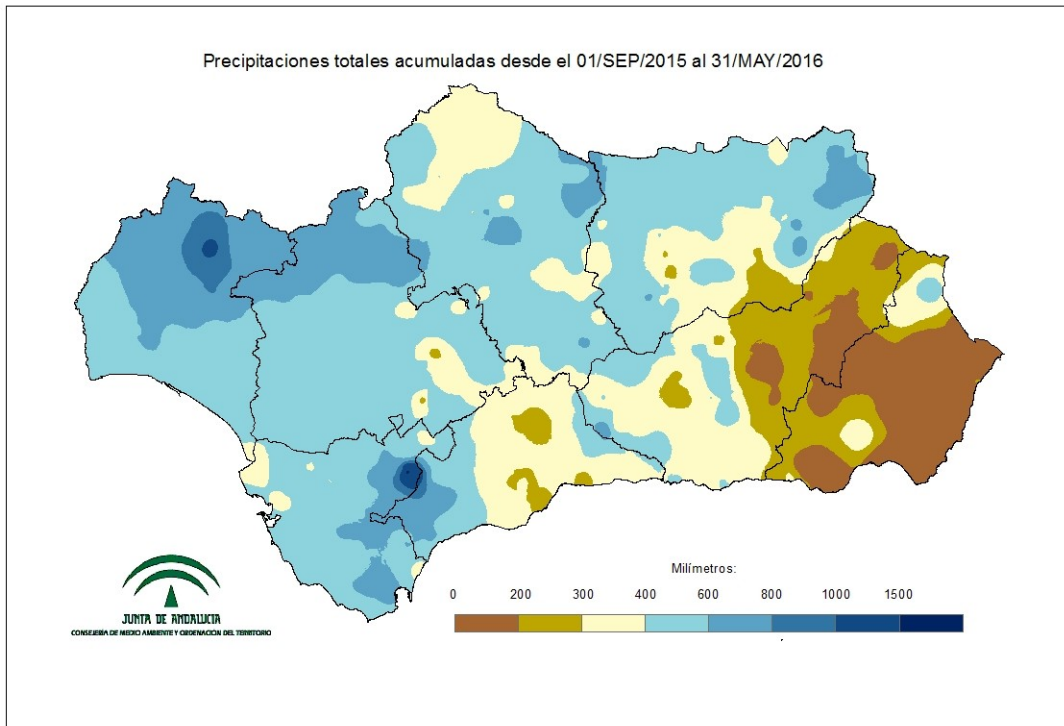 Precipitaciones totales acumuladas desde el 01/SEP/2015 al 31/MAY/2016
Milímetros:
0 200 300 400 600 800 1000 1500
JUNTA DE ANDALUCIA
CONSEJERÍA DE MEDIO AMBIENTE Y ORDENACIÓN DEL TERRITORIO